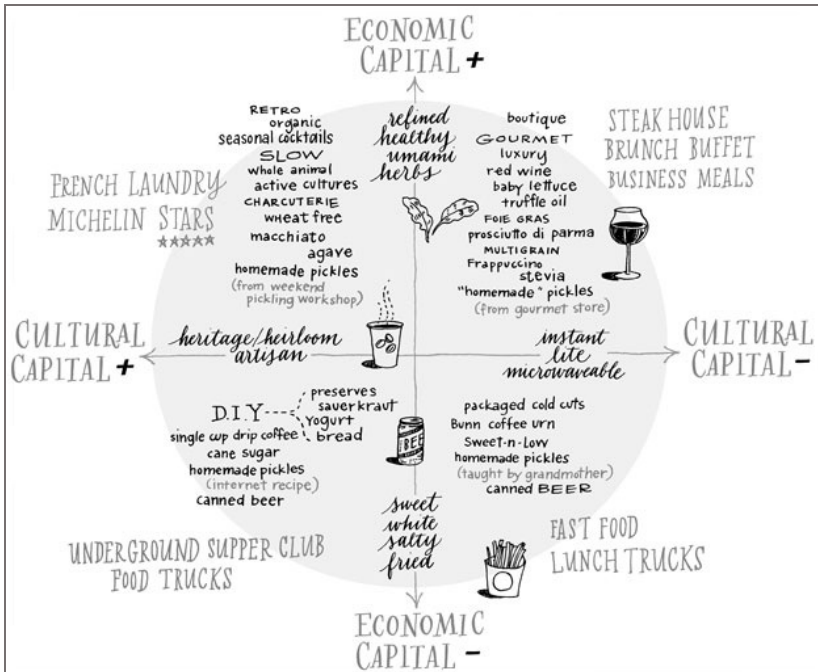 ECONOMIC
CAPITAL +
RETRO
organic
seasonal cocktails
SLOW
whole animal
active cultures
CHARCUTERIE
wheat free
macchiato
agave
homemade pickles
(from weekend
pickling workshop)
refined
healthy
umami
herbs
boutique
GOURMET
luxury
red wine
baby lettuce
truffle oil
FOIE GRAS
prosciutto di parma
MULTIGRAIN
Frappuccino
stevia
"homemade" pickles
(from gourmet store)
STEAK HOUSE
BRUNCH BUFFET
BUSINESS MEALS
FRENCH LAUNDRY
MICHELIN STARS
CULTURAL
CAPITAL +
heritage/heirloom
artisan
instant
lite
microwaveable
CULTURAL
CAPITAL -
D.I.Y
preserves
sauerkraut
yogurt
bread
single cup drip coffee
cane sugar
homemade pickles
(internet recipe)
canned beer
BEE
packaged cold cuts
Bunn coffee urn
Sweet-n-Low
homemade pickles
(taught by grandmother)
canned BEER
sweet
white
salty
fried
UNDERGROUND SUPPER CLUB
FOOD TRUCKS
FAST FOOD
LUNCH TRUCKS
ECONOMIC
CAPITAL -